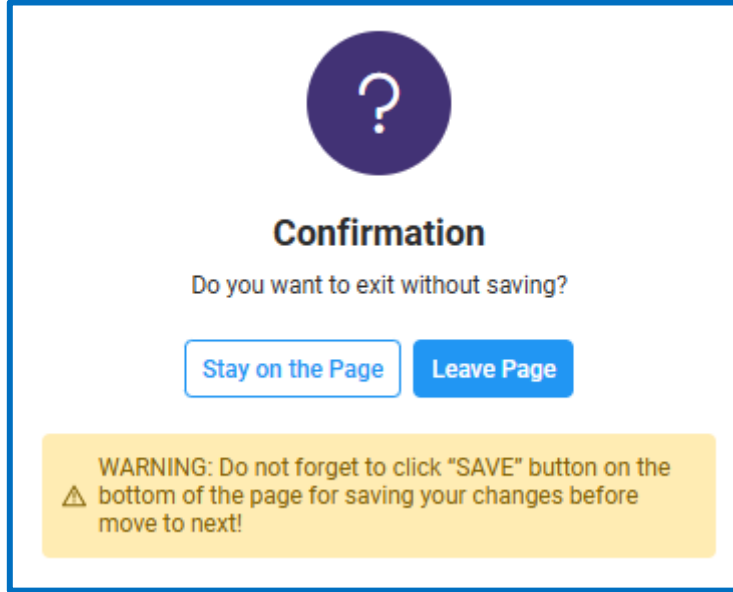 ?
Confirmation
Do you want to exit without saving?
Stay on the Page
Leave Page
WARNING: Do not forget to click “SAVE” button on the
bottom of the page for saving your changes before
move to next!